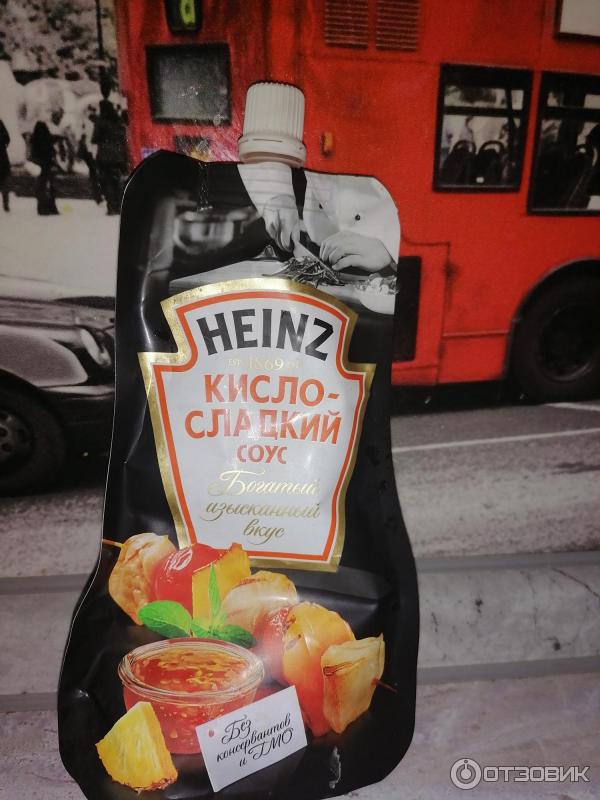 HEINZ
EST. 1869
КИСЛО-
СЛАДКИЙ
СОУС
Богатый
изысканный
вкус
Без
консервантов
и ГМО
ОТЗОВИК